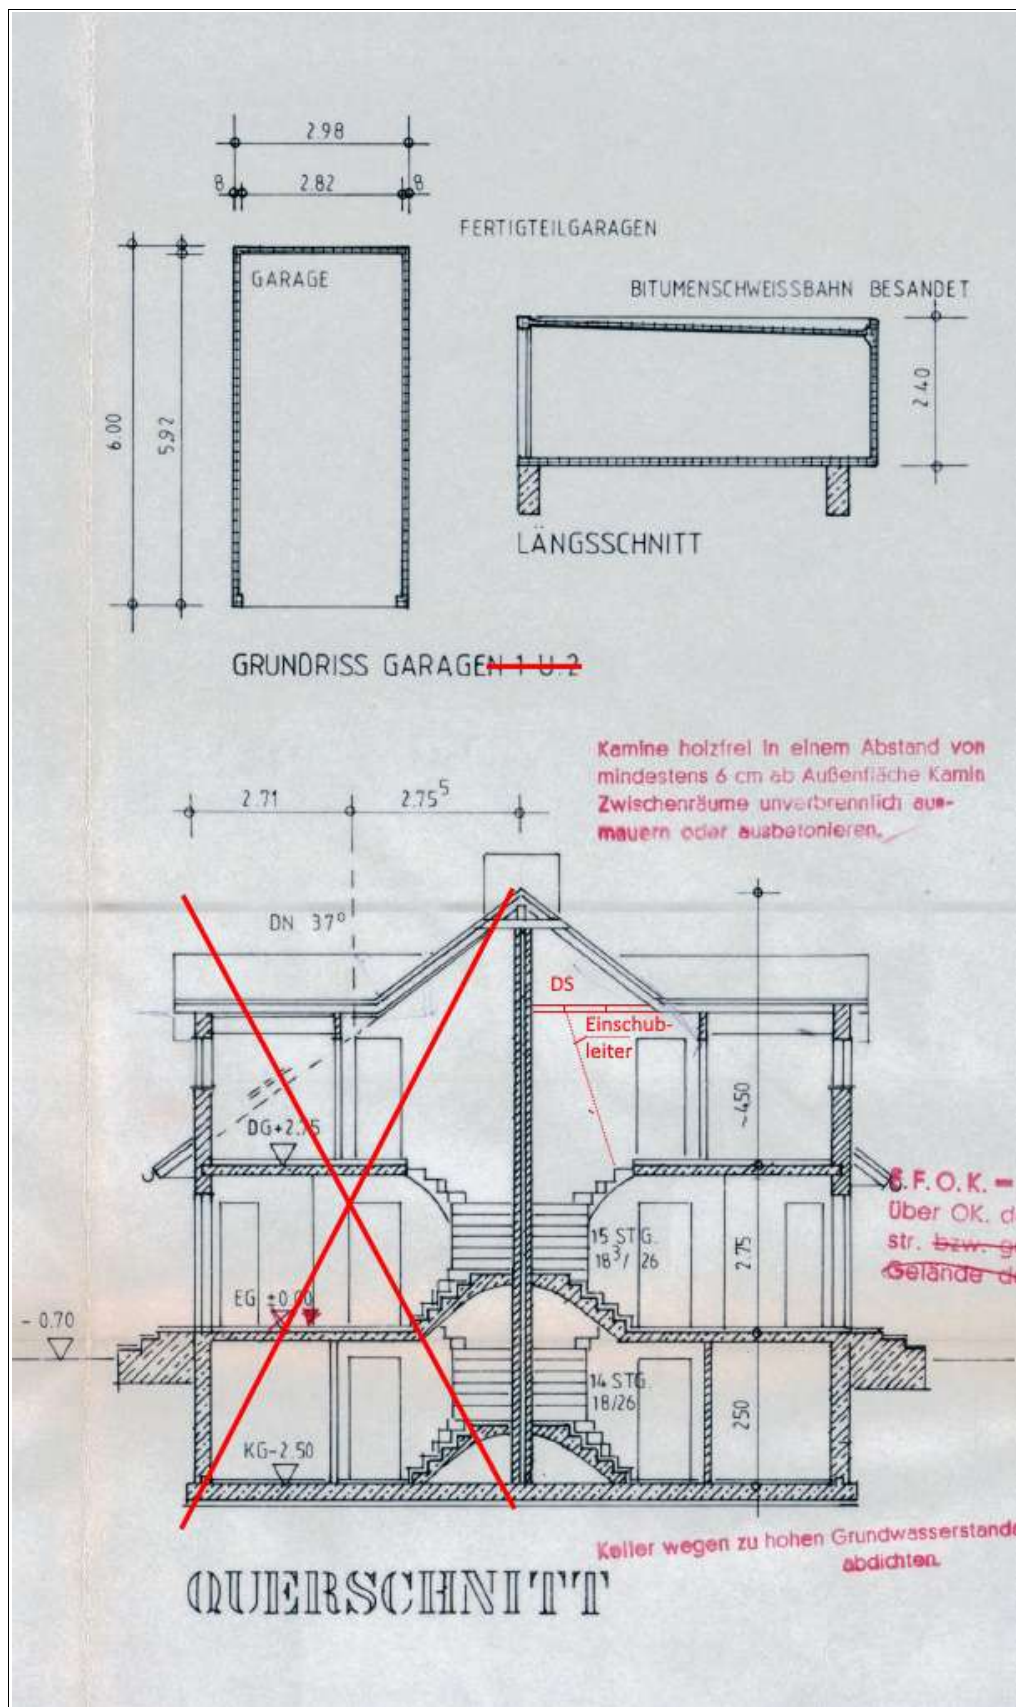 2.98
8 2.82 8
FERTIGTEILGARAGEN
GARAGE
BITUMENSCHWEISSBAHN BESANDET
6.00
5.92
2.40
LÄNGSSCHNITT
GRUNDRISS GARAGEN 1 U. 2
Kamine holzfrei in einem Abstand von
mindestens 6 cm ab Außenfläche Kamin
Zwischenräume unverbrennlich aus-
mauern oder ausbetonieren.
2.71 2.75⁵
DN 37°
DS
Einschub-
leiter
~4.50
DG+2.75
F.O.K. =
Über OK. d
str. bzw. g
Gelände d
15 STG.
18³/ 26
2.75
EG ±0.00
- 0.70
14 STG.
18/26
250
KG-2.50
Keller wegen zu hohen Grundwasserstande
abdichten.
QUERSCHNITT